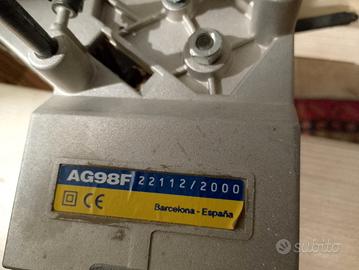 AG98F 22112/2000
CE
Barcelona - España
subito